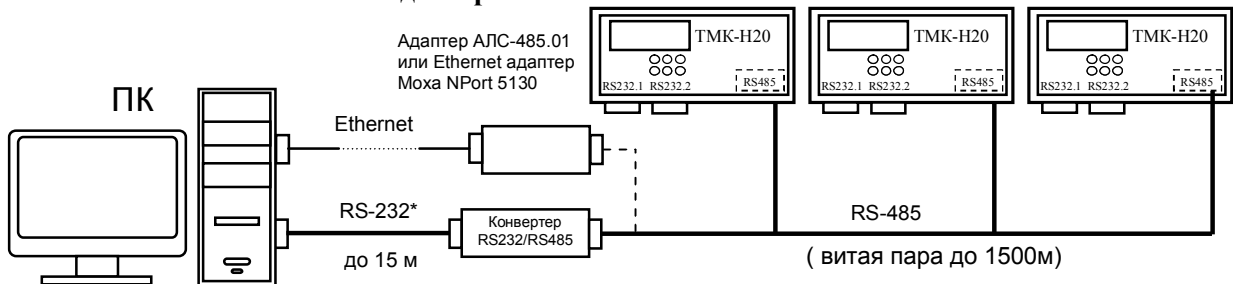 Адаптер АЛС-485.01
или Ethernet адаптер
Moxa NPort 5130
ТМК-Н20
RS232.1 RS232.2
RS485
ТМК-Н20
RS232.1 RS232.2
RS485
ТМК-Н20
RS232.1 RS232.2
RS485
ПК
Ethernet
RS-232*
до 15 м
Конвертер
RS232/RS485
RS-485
( витая пара до 1500м)